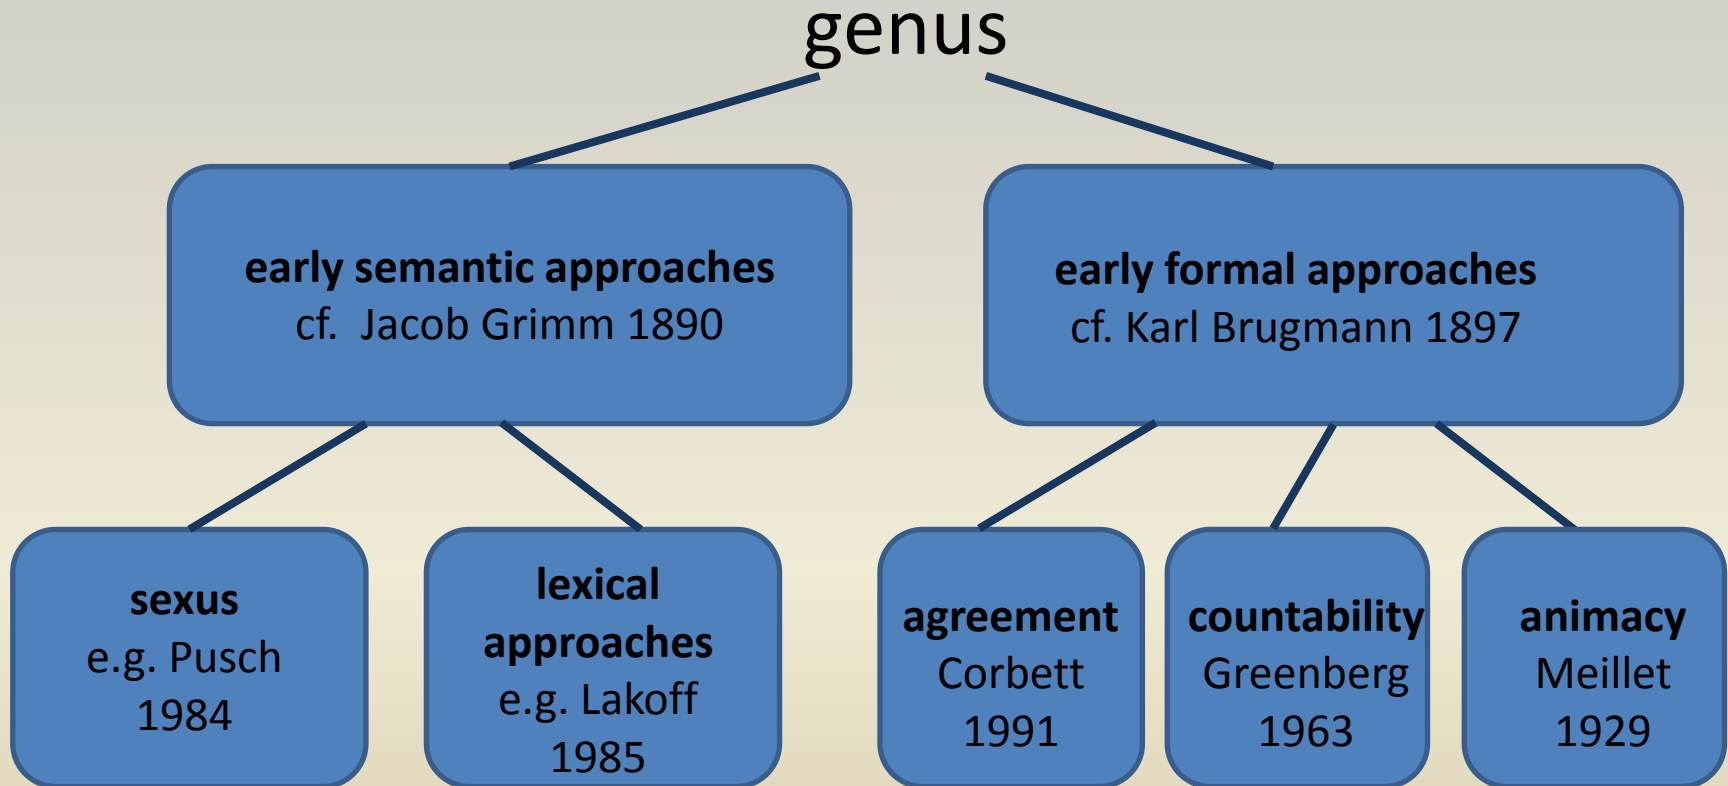 genus
early semantic approaches
cf. Jacob Grimm 1890
early formal approaches
cf. Karl Brugmann 1897
sexus
e.g. Pusch
1984
lexical
approaches
e.g. Lakoff
1985
agreement
Corbett
1991
countability
Greenberg
1963
animacy
Meillet
1929